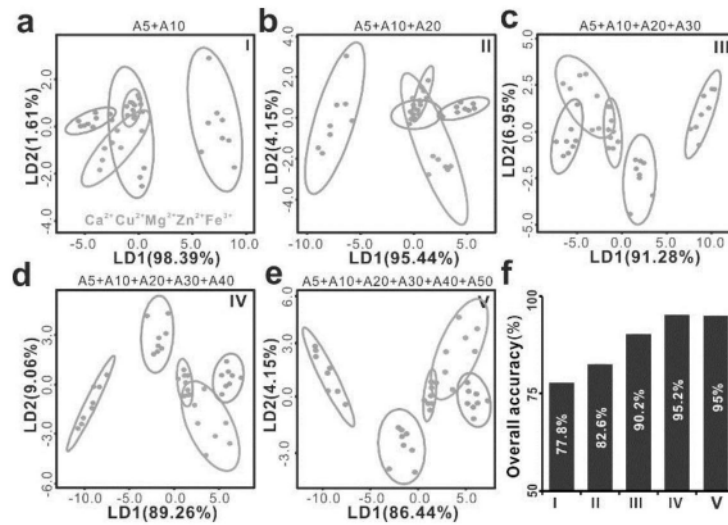 a
A5+A10
I
4.0
2.0
0.0
-2.0
-4.0
LD2(1.61%)
Ca²⁺Cu²⁺Mg²⁺Zn²⁺Fe³⁺
-5.0 0.0 5.0 10.0
LD1(98.39%)
b
A5+A10+A20
II
4.0
2.0
0.0
-2.0
-4.0
LD2(4.15%)
-10.0 -5.0 0.0 5.0
LD1(95.44%)
c
A5+A10+A20+A30
III
5.0
2.5
0.0
-2.5
-5.0
LD2(6.95%)
-5.0 0.0 5.0 10.0
LD1(91.28%)
d
A5+A10+A20+A30+A40
IV
3.0
0.0
-3.0
-6.0
LD2(9.06%)
-10.0 -5.0 0.0 5.0
LD1(89.26%)
e
A5+A10+A20+A30+A40+A50
V
6.0
3.0
0.0
-3.0
LD2(4.15%)
-10.0 -5.0 0.0 5.0
LD1(86.44%)
f
100
75
50
Overall accuracy(%)
77.8% 82.6% 90.2% 95.2% 95%
I II III IV V